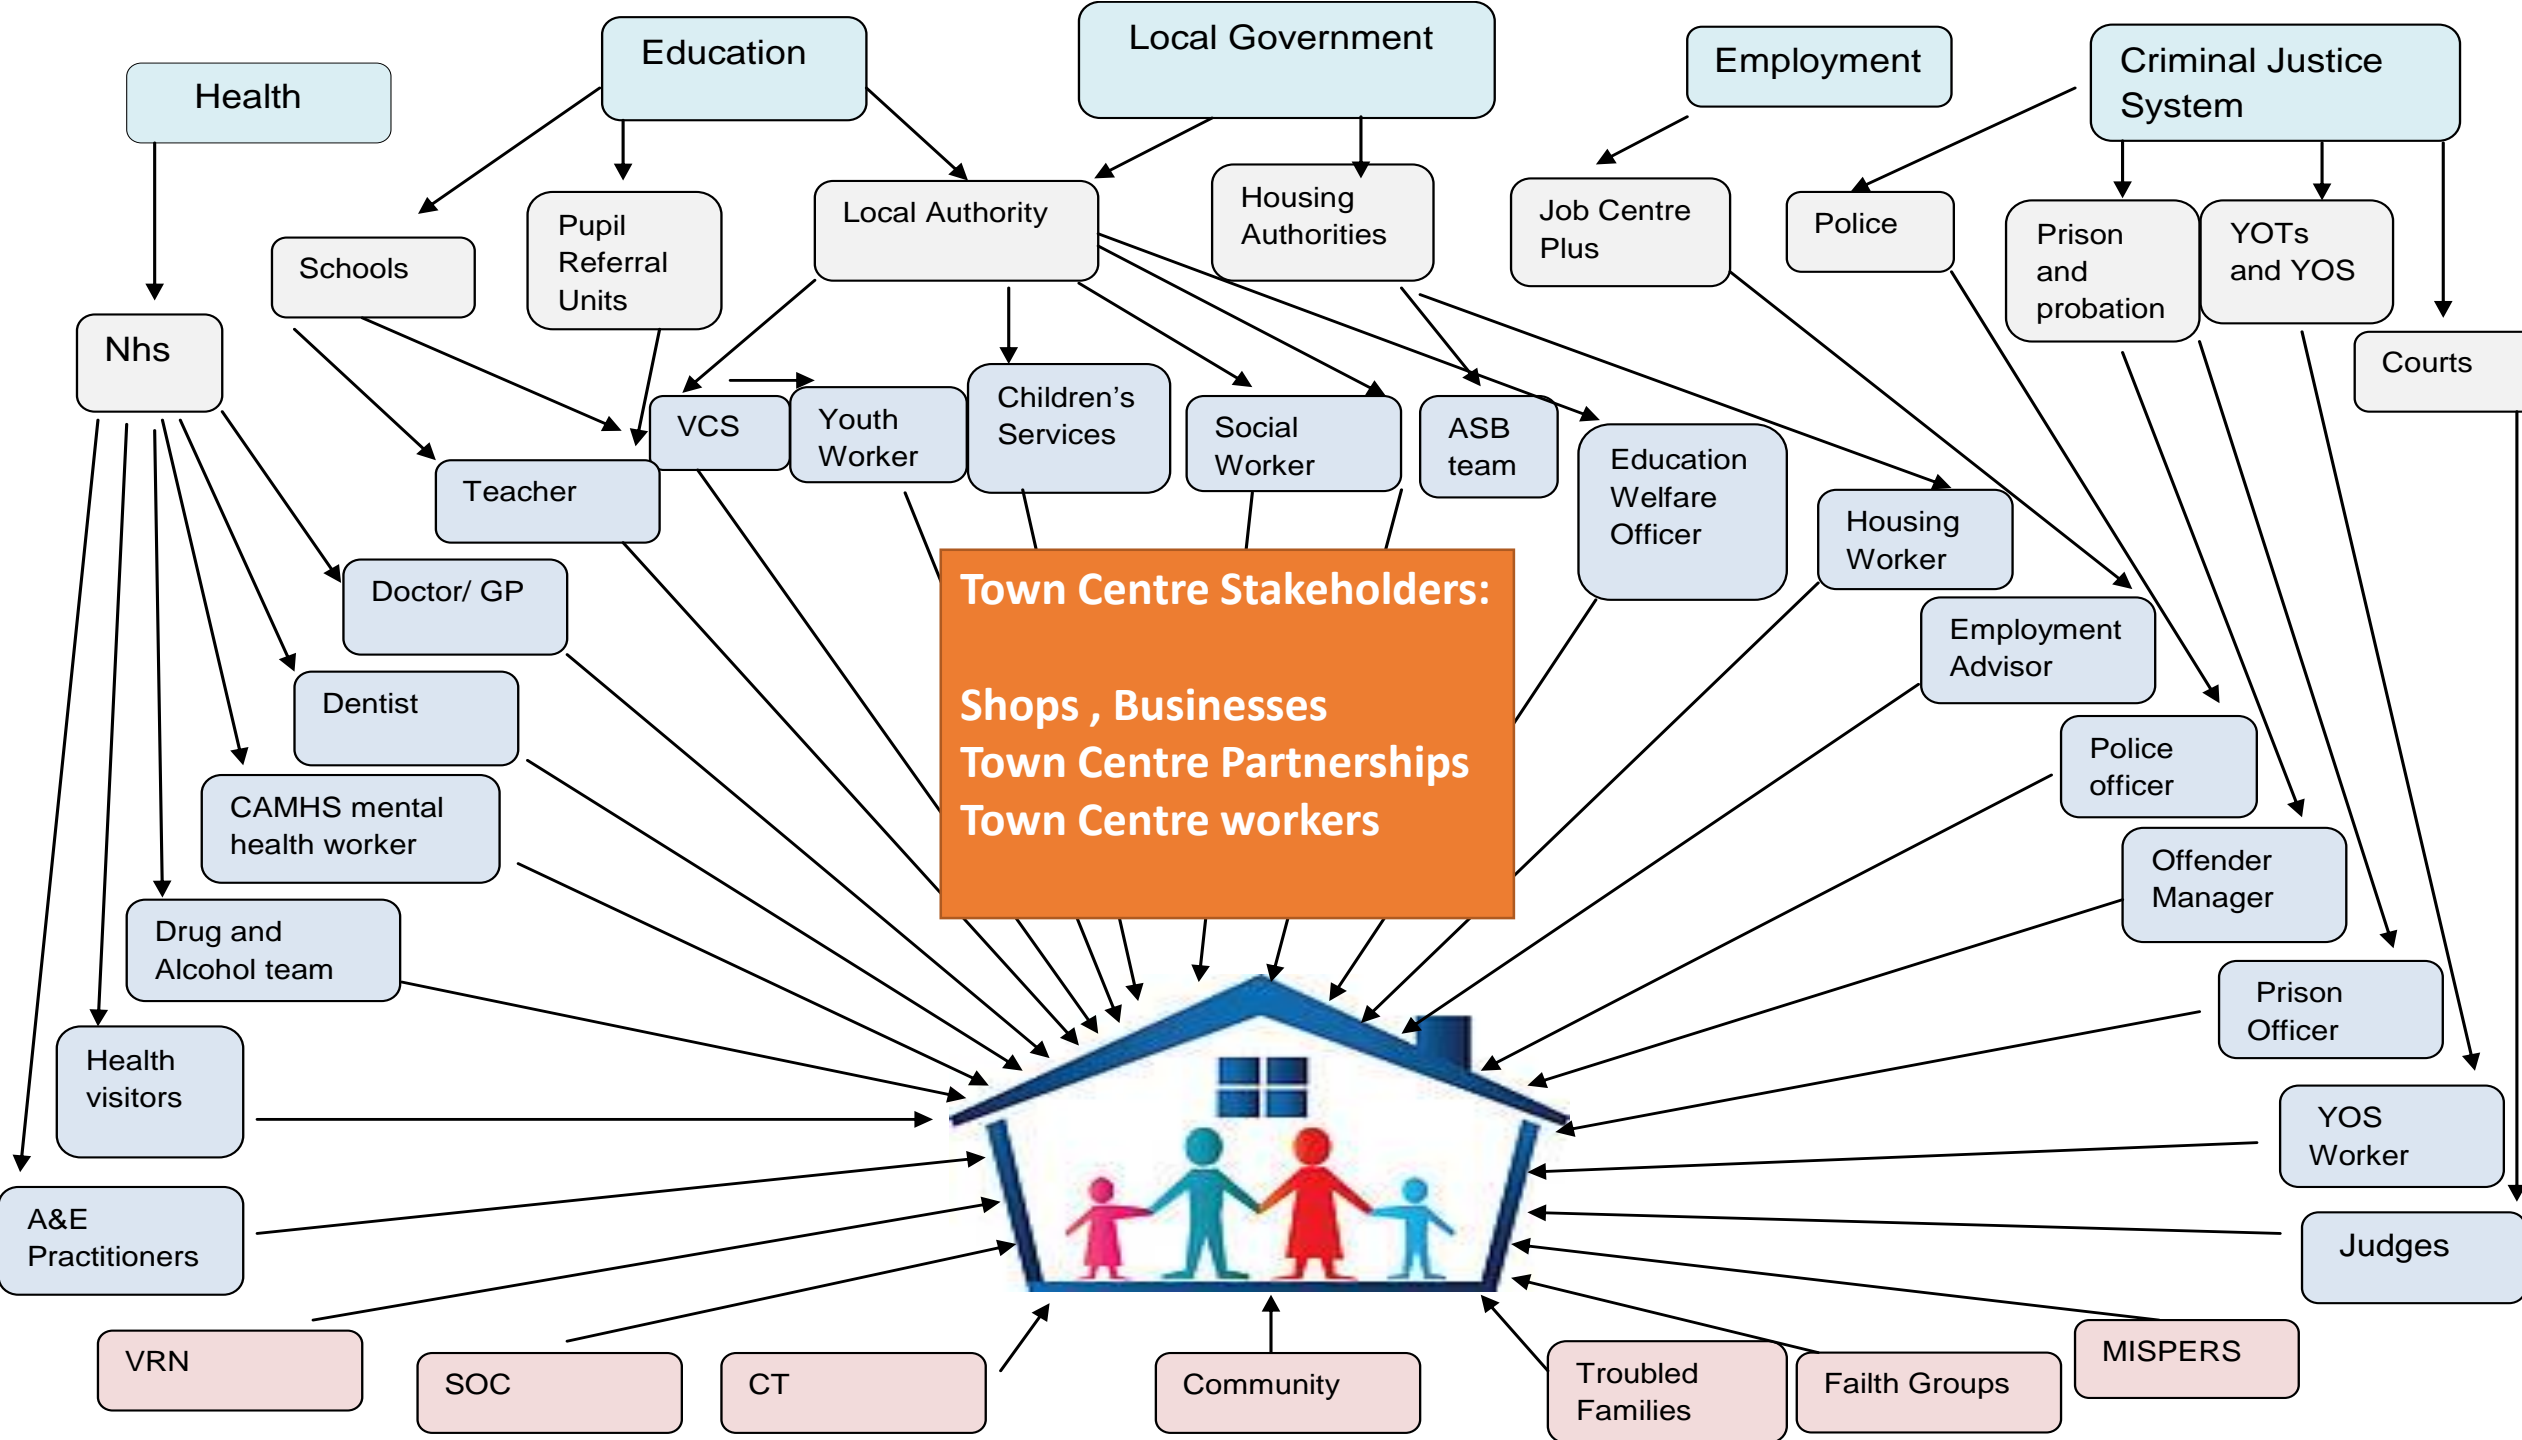 Health
Education
Local Government
Employment
Criminal Justice
System
Nhs
Schools
Pupil
Referral
Units
Local Authority
Housing
Authorities
Job Centre
Plus
Police
Prison
and
probation
YOTs
and YOS
Courts
VCS
Youth
Worker
Children’s
Services
Social
Worker
ASB
team
Education
Welfare
Officer
Housing
Worker
Teacher
Doctor/ GP
Dentist
CAMHS mental
health worker
Drug and
Alcohol team
Health
visitors
A&E
Practitioners
Town Centre Stakeholders:
Shops , Businesses
Town Centre Partnerships
Town Centre workers
Employment
Advisor
Police
officer
Offender
Manager
Prison
Officer
YOS
Worker
Judges
VRN
SOC
CT
Community
Troubled
Families
Failth Groups
MISPERS